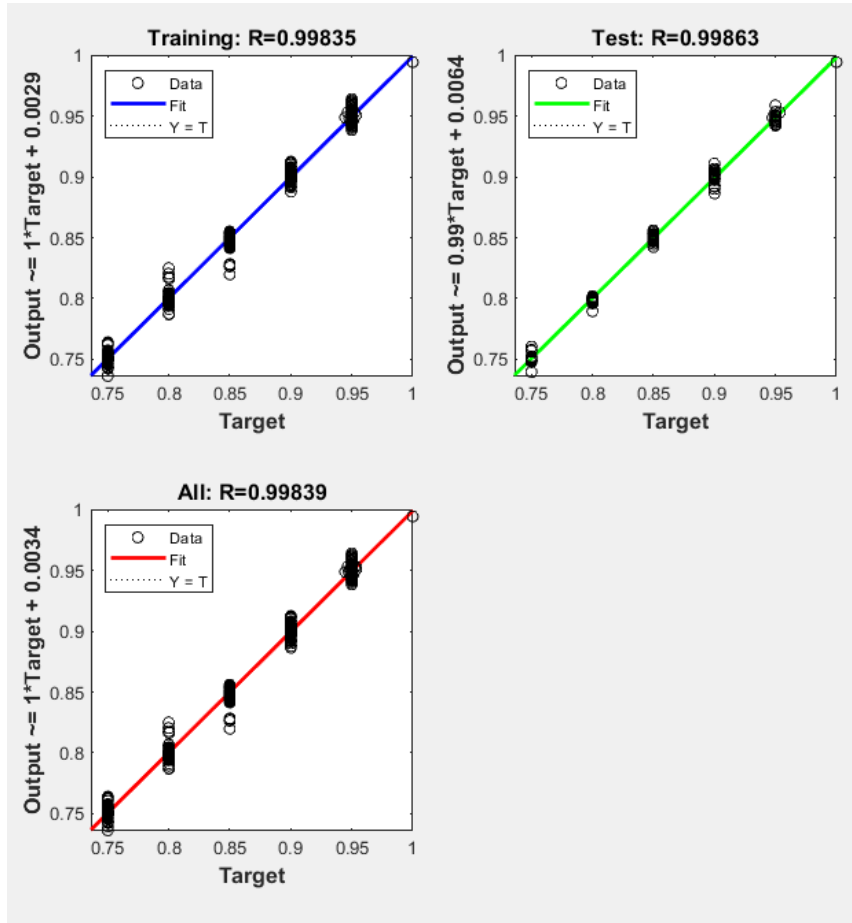 Training: R=0.99835
Output ~= 1*Target + 0.0029
1
0.95
0.9
0.85
0.8
0.75
Data
Fit
Y = T
0.75 0.8 0.85 0.9 0.95 1
Target
Test: R=0.99863
Output ~= 0.99*Target + 0.0064
1
0.95
0.9
0.85
0.8
0.75
Data
Fit
Y = T
0.75 0.8 0.85 0.9 0.95 1
Target
All: R=0.99839
Output ~= 1*Target + 0.0034
1
0.95
0.9
0.85
0.8
0.75
Data
Fit
Y = T
0.75 0.8 0.85 0.9 0.95 1
Target